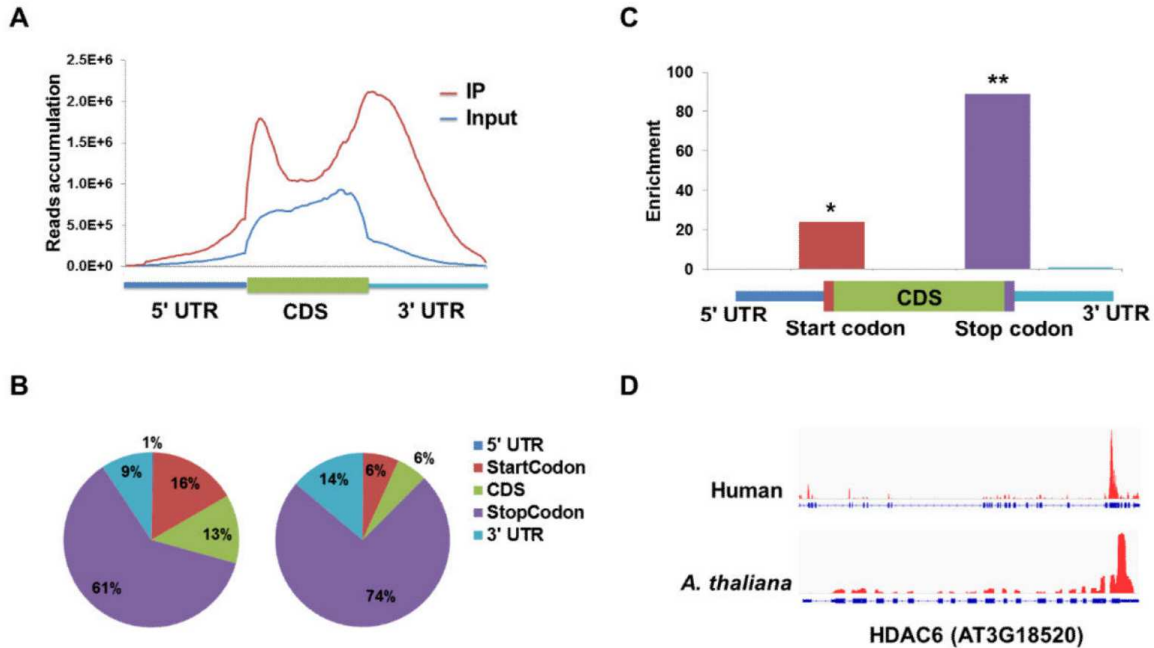 A
2.5E+6
2.0E+6
1.5E+6
1.0E+6
5.0E+5
0.0E+0
Reads accumulation
IP
Input
5' UTR
CDS
3' UTR
C
100
80
60
40
20
0
Enrichment
*
**
CDS
5' UTR
3' UTR
Start codon
Stop codon
B
1%
9%
16%
13%
61%
6%
6%
14%
74%
5' UTR
StartCodon
CDS
StopCodon
3' UTR
D
Human
A. thaliana
HDAC6 (AT3G18520)